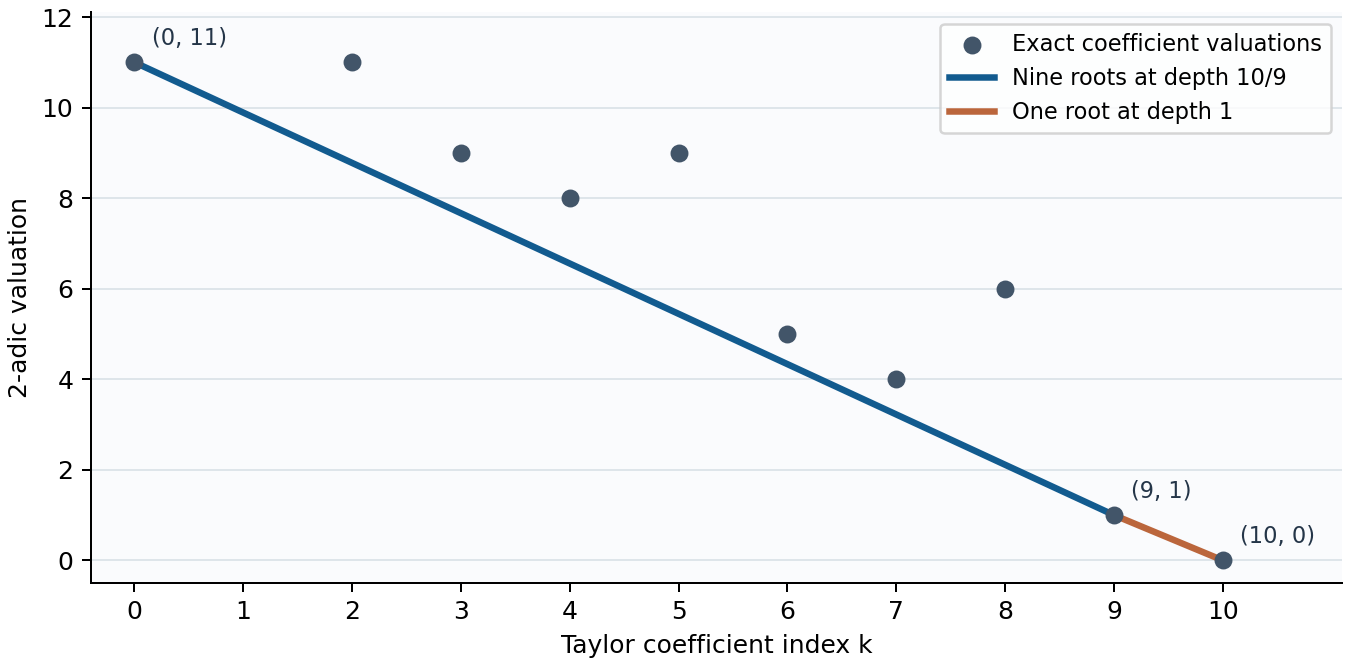 12
10
8
6
4
2
0
2-adic valuation
(0, 11)
Exact coefficient valuations
Nine roots at depth 10/9
One root at depth 1
(9, 1)
(10, 0)
0 1 2 3 4 5 6 7 8 9 10
Taylor coefficient index k